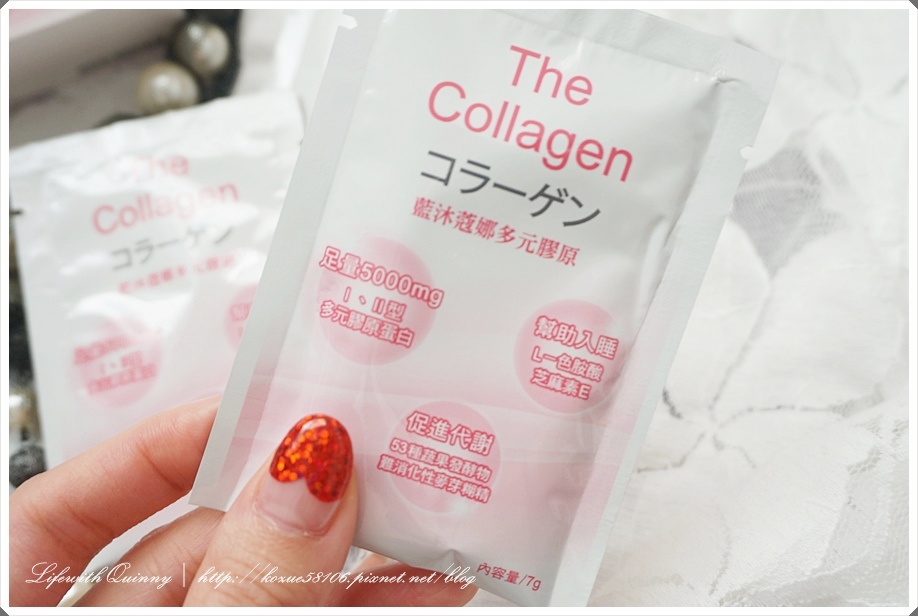 The
Collagen
コラーゲン
藍沐蔻娜多元膠原
足量5000mg
I、II型
多元膠原蛋白
幫助入睡
L-色胺酸
芝麻素E
促進代謝
53種蔬果發酵物
難消化性麥芽糊精
內容量/7g
The
Collagen
コラーゲン
LifewithQuinny | http://kozue58106.pixnet.net/blog